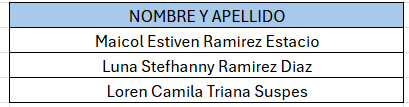 NOMBRE Y APELLIDO
Maicol Estiven Ramirez Estacio
Luna Stefhanny Ramirez Diaz
Loren Camila Triana Suspes